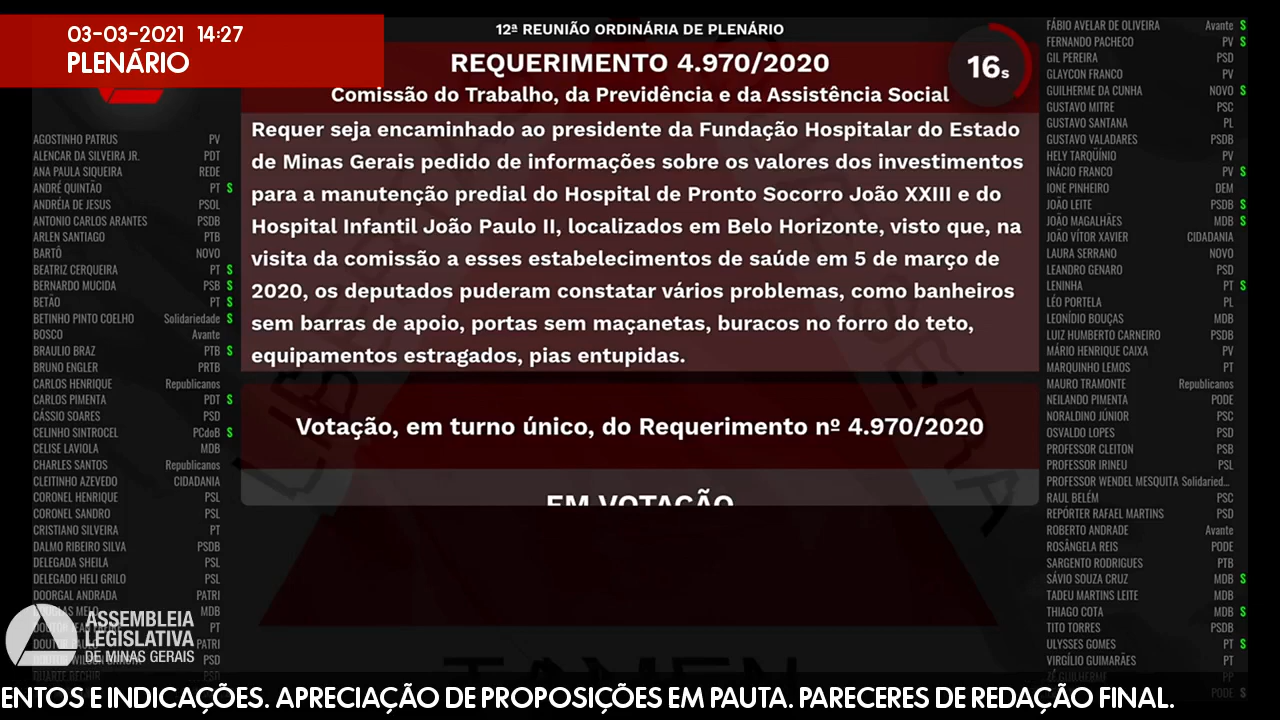 03-03-2021 14:27
PLENÁRIO
12ª REUNIÃO ORDINÁRIA DE PLENÁRIO
REQUERIMENTO 4.970/2020
16s
Comissão do Trabalho, da Previdência e da Assistência Social
Requer seja encaminhado ao presidente da Fundação Hospitalar do Estado
de Minas Gerais pedido de informações sobre os valores dos investimentos
para a manutenção predial do Hospital de Pronto Socorro João XXIII e do
Hospital Infantil João Paulo II, localizados em Belo Horizonte, visto que, na
visita da comissão a esses estabelecimentos de saúde em 5 de março de
2020, os deputados puderam constatar vários problemas, como banheiros
sem barras de apoio, portas sem maçanetas, buracos no forro do teto,
equipamentos estragados, pias entupidas.
Votação, em turno único, do Requerimento nº 4.970/2020
EM VOTAÇÃO
AGOSTINHO PATRUS PV
ALENCAR DA SILVEIRA JR. PDT
ANA PAULA SIQUEIRA REDE
ANDRÉ QUINTÃO PT S
ANDRÉIA DE JESUS PSOL
ANTONIO CARLOS ARANTES PSDB
ARLEN SANTIAGO PTB
BARTÔ NOVO
BEATRIZ CERQUEIRA PT S
BERNARDO MUCIDA PSB S
BETÃO PT S
BETINHO PINTO COELHO Solidariedade S
BOSCO Avante
BRAULIO BRAZ PTB S
BRUNO ENGLER PRTB
CARLOS HENRIQUE Republicanos
CARLOS PIMENTA PDT S
CÁSSIO SOARES PSD
CELINHO SINTROCEL PCdoB S
CELISE LAVIOLA MDB
CHARLES SANTOS Republicanos
CLEITINHO AZEVEDO CIDADANIA
CORONEL HENRIQUE PSL
CORONEL SANDRO PSL
CRISTIANO SILVEIRA PT
DALMO RIBEIRO SILVA PSDB
DELEGADA SHEILA PSL
DELEGADO HELI GRILO PSL
DOORGAL ANDRADA PATRI
MELO MDB
PT
PATRI
PSD
DUARTE BECHIR PSD
FÁBIO AVELAR DE OLIVEIRA Avante S
FERNANDO PACHECO PV S
GIL PEREIRA PSD
GLAYCON FRANCO PV
GUILHERME DA CUNHA NOVO S
GUSTAVO MITRE PSC
GUSTAVO SANTANA PL
GUSTAVO VALADARES PSDB
HELY TARQÜÍNIO PV
INÁCIO FRANCO PV S
IONE PINHEIRO DEM
JOÃO LEITE PSDB S
JOÃO MAGALHÃES MDB S
JOÃO VÍTOR XAVIER CIDADANIA
LAURA SERRANO NOVO
LEANDRO GENARO PSD
LENINHA PT S
LÉO PORTELA PL
LEONÍDIO BOUÇAS MDB
LUIZ HUMBERTO CARNEIRO PSDB
MÁRIO HENRIQUE CAIXA PV
MARQUINHO LEMOS PT
MAURO TRAMONTE Republicanos
NEILANDO PIMENTA PODE
NORALDINO JÚNIOR PSC
OSVALDO LOPES PSD
PROFESSOR CLEITON PSB
PROFESSOR IRINEU PSL
PROFESSOR WENDEL MESQUITA Solidaried...
RAUL BELÉM PSC
REPÓRTER RAFAEL MARTINS PSD
ROBERTO ANDRADE Avante
ROSÂNGELA REIS PODE
SARGENTO RODRIGUES PTB
SÁVIO SOUZA CRUZ MDB S
TADEU MARTINS LEITE MDB
THIAGO COTA MDB S
TITO TORRES PSDB
ULYSSES GOMES PT S
VIRGÍLIO GUIMARÃES PT
ZÉ GUILHERME PP
PODE S
ASSEMBLEIA
LEGISLATIVA
DE MINAS GERAIS
ENTOS E INDICAÇÕES. APRECIAÇÃO DE PROPOSIÇÕES EM PAUTA. PARECERES DE REDAÇÃO FINAL.